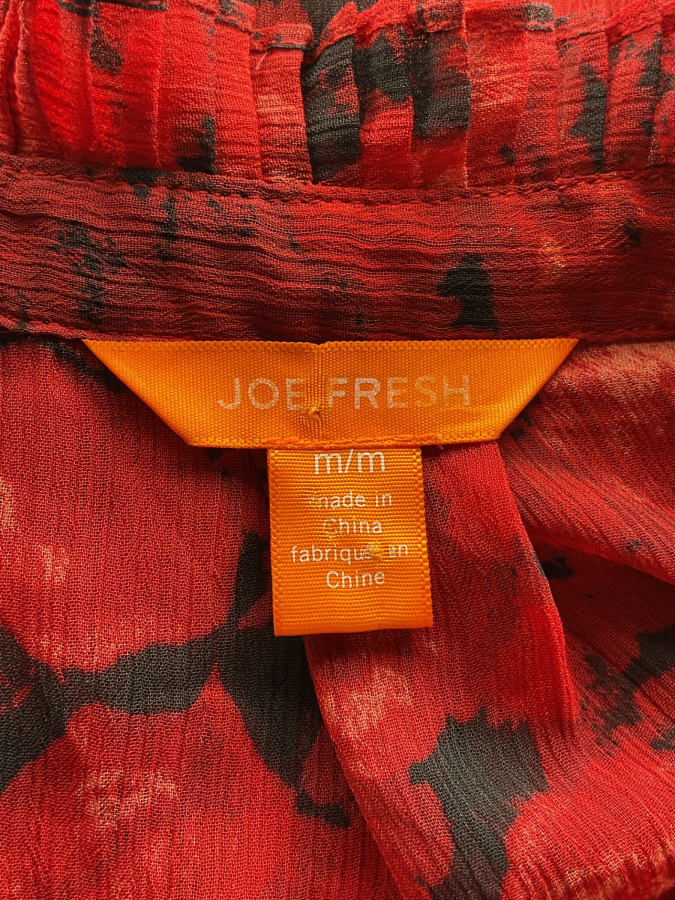 JOE FRESH
m/m
made in
China
fabriqué en
Chine